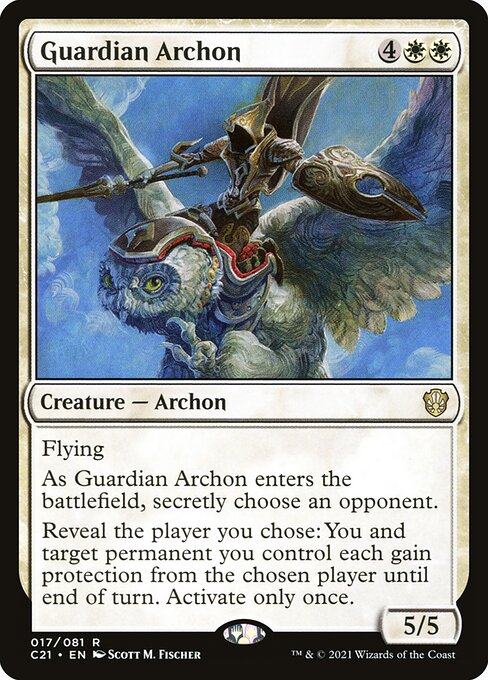 Guardian Archon 4
Creature — Archon
Flying
As Guardian Archon enters the
battlefield, secretly choose an opponent.
Reveal the player you chose: You and
target permanent you control each gain
protection from the chosen player until
end of turn. Activate only once.
5/5
017/081 R
C21 • EN Scott M. Fischer ™ & © 2021 Wizards of the Coast